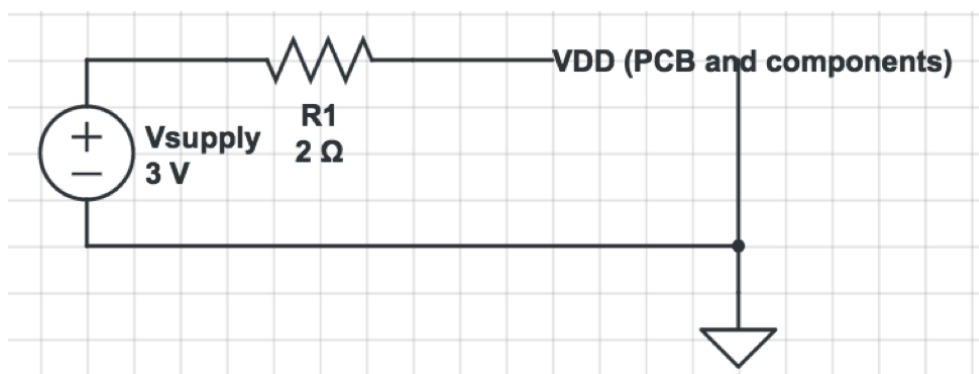 VDD (PCB and components)
R1
Vsupply
2 Ω
3 V